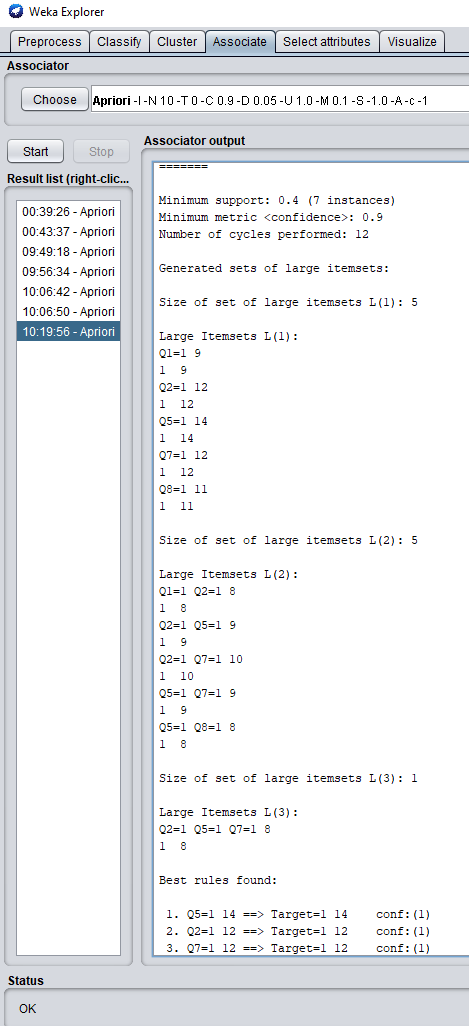 Weka Explorer
Preprocess Classify Cluster Associate Select attributes Visualize
Associator
Choose Apriori -I -N 10 -T 0 -C 0.9 -D 0.05 -U 1.0 -M 0.1 -S -1.0 -A -c -1
Start Stop
Result list (right-clic...
00:39:26 - Apriori
00:43:37 - Apriori
09:49:18 - Apriori
09:56:34 - Apriori
10:06:42 - Apriori
10:06:50 - Apriori
10:19:56 - Apriori
Associator output
=======
Minimum support: 0.4 (7 instances)
Minimum metric <confidence>: 0.9
Number of cycles performed: 12
Generated sets of large itemsets:
Size of set of large itemsets L(1): 5
Large Itemsets L(1):
Q1=1 9
1 9
Q2=1 12
1 12
Q5=1 14
1 14
Q7=1 12
1 12
Q8=1 11
1 11
Size of set of large itemsets L(2): 5
Large Itemsets L(2):
Q1=1 Q2=1 8
1 8
Q2=1 Q5=1 9
1 9
Q2=1 Q7=1 10
1 10
Q5=1 Q7=1 9
1 9
Q5=1 Q8=1 8
1 8
Size of set of large itemsets L(3): 1
Large Itemsets L(3):
Q2=1 Q5=1 Q7=1 8
1 8
Best rules found:
1. Q5=1 14 ==> Target=1 14 conf:(1)
2. Q2=1 12 ==> Target=1 12 conf:(1)
3. Q7=1 12 ==> Target=1 12 conf:(1)
Status
OK